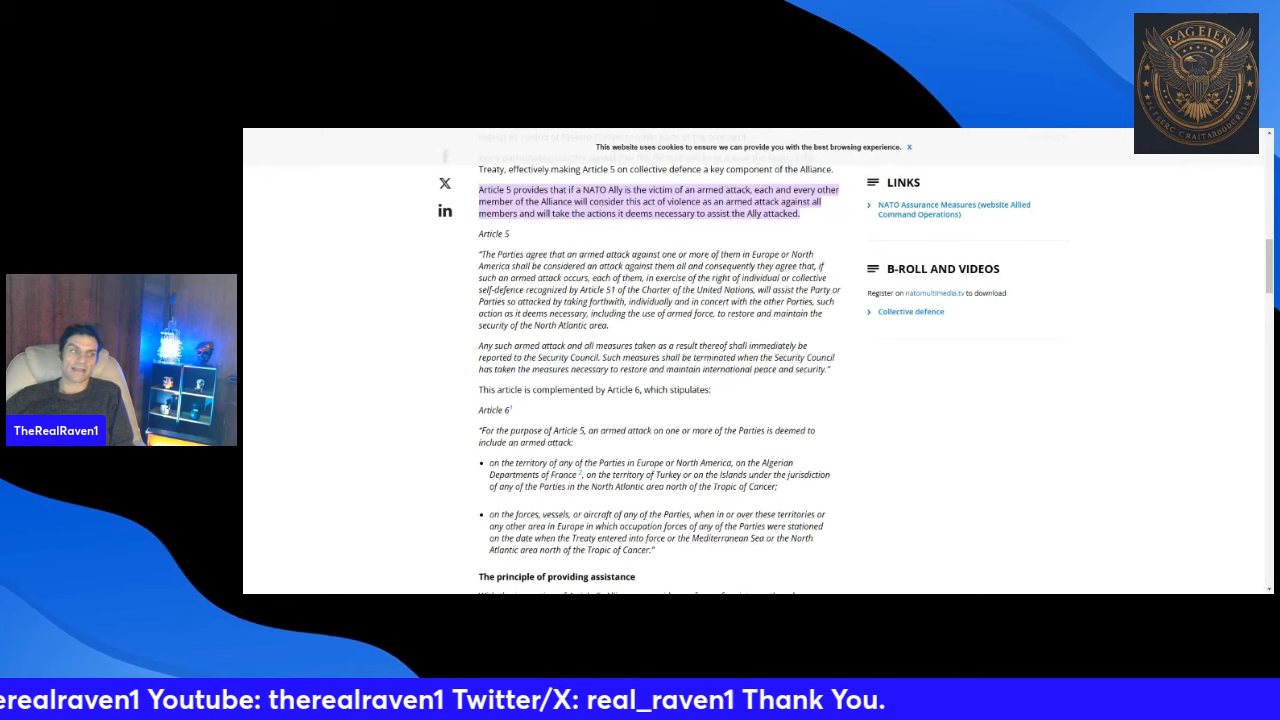 RAGEIEN
This website uses cookies to ensure we can provide you with the best browsing experience. X
Treaty, effectively making Article 5 on collective defence a key component of the Alliance.
Article 5 provides that if a NATO Ally is the victim of an armed attack, each and every other
member of the Alliance will consider this act of violence as an armed attack against all
members and will take the actions it deems necessary to assist the Ally attacked.
Article 5
“The Parties agree that an armed attack against one or more of them in Europe or North
America shall be considered an attack against them all and consequently they agree that, if
such an armed attack occurs, each of them, in exercise of the right of individual or collective
self-defence recognized by Article 51 of the Charter of the United Nations, will assist the Party or
Parties so attacked by taking forthwith, individually and in concert with the other Parties, such
action as it deems necessary, including the use of armed force, to restore and maintain the
security of the North Atlantic area.
Any such armed attack and all measures taken as a result thereof shall immediately be
reported to the Security Council. Such measures shall be terminated when the Security Council
has taken the measures necessary to restore and maintain international peace and security.”
This article is complemented by Article 6, which stipulates:
Article 6¹
“For the purpose of Article 5, an armed attack on one or more of the Parties is deemed to
include an armed attack:
• on the territory of any of the Parties in Europe or North America, on the Algerian
Departments of France ², on the territory of Turkey or on the Islands under the jurisdiction
of any of the Parties in the North Atlantic area north of the Tropic of Cancer;
• on the forces, vessels, or aircraft of any of the Parties, when in or over these territories or
any other area in Europe in which occupation forces of any of the Parties were stationed
on the date when the Treaty entered into force or the Mediterranean Sea or the North
Atlantic area north of the Tropic of Cancer.”
The principle of providing assistance
LINKS
NATO Assurance Measures (website Allied
Command Operations)
B-ROLL AND VIDEOS
Register on natomultimedia.tv to download
Collective defence
TheRealRaven1
erealraven1 Youtube: therealraven1 Twitter/X: real_raven1 Thank You.